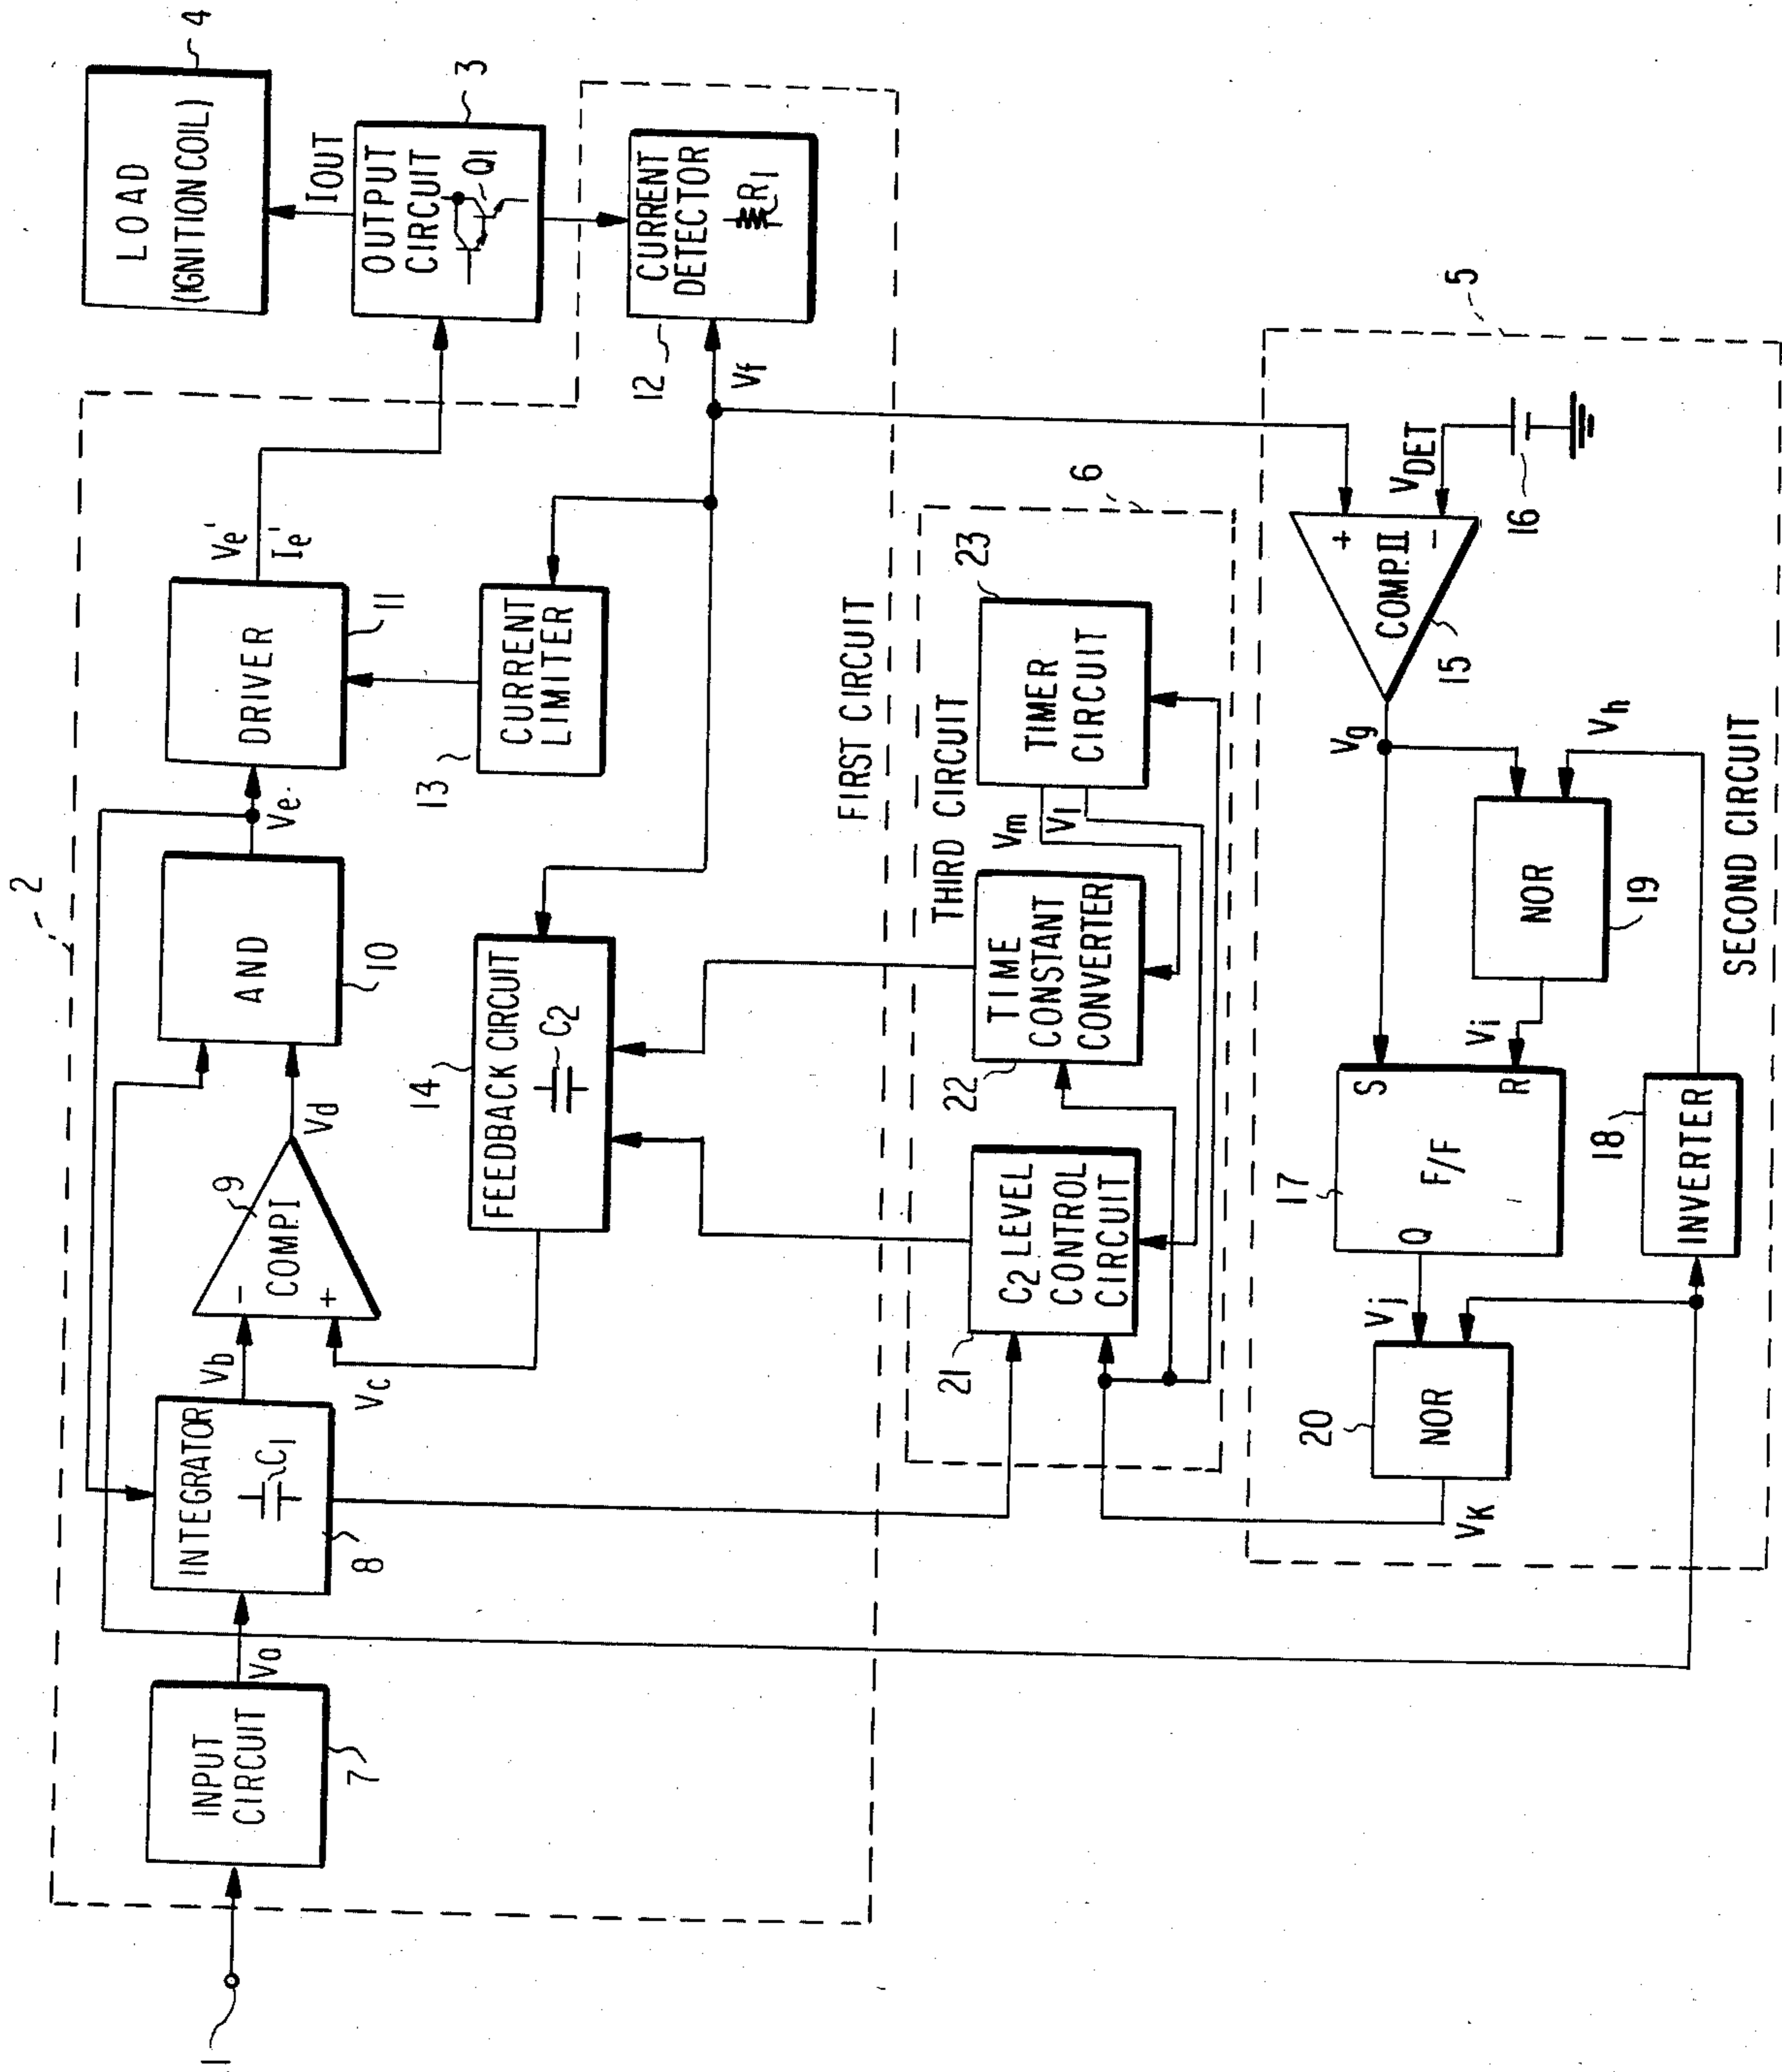 1
2
INPUT
CIRCUIT
7
Va
INTEGRATOR
C1
8
Vb
Vc
COMP.I
-
+
9
Vd
AND
10
Ve
DRIVER
11
Ve'
Ie'
OUTPUT
CIRCUIT
Q1
3
IOUT
LOAD
(IGNITION COIL)
4
FEEDBACK CIRCUIT
C2
14
CURRENT
LIMITER
13
CURRENT
DETECTOR
R1
12
Vf
FIRST CIRCUIT
THIRD CIRCUIT
6
C2 LEVEL
CONTROL
CIRCUIT
21
TIME
CONSTANT
CONVERTER
22
Vm
Vl
TIMER
CIRCUIT
23
5
NOR
20
VK
Vj
Q
F/F
S
R
17
Vi
NOR
19
Vg
Vh
COMP.II
+
-
15
VDET
16
INVERTER
18
SECOND CIRCUIT